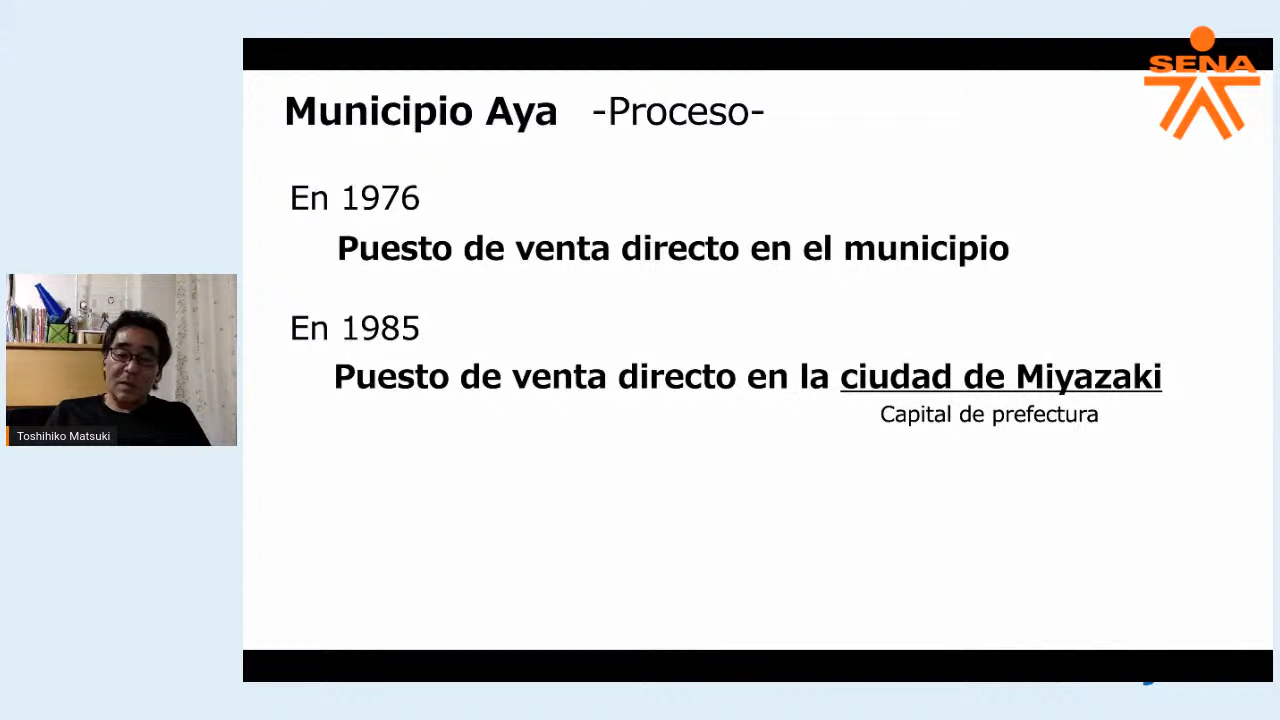 SENA
Municipio Aya -Proceso-
En 1976
Puesto de venta directo en el municipio
En 1985
Puesto de venta directo en la ciudad de Miyazaki
Capital de prefectura
Toshihiko Matsuki